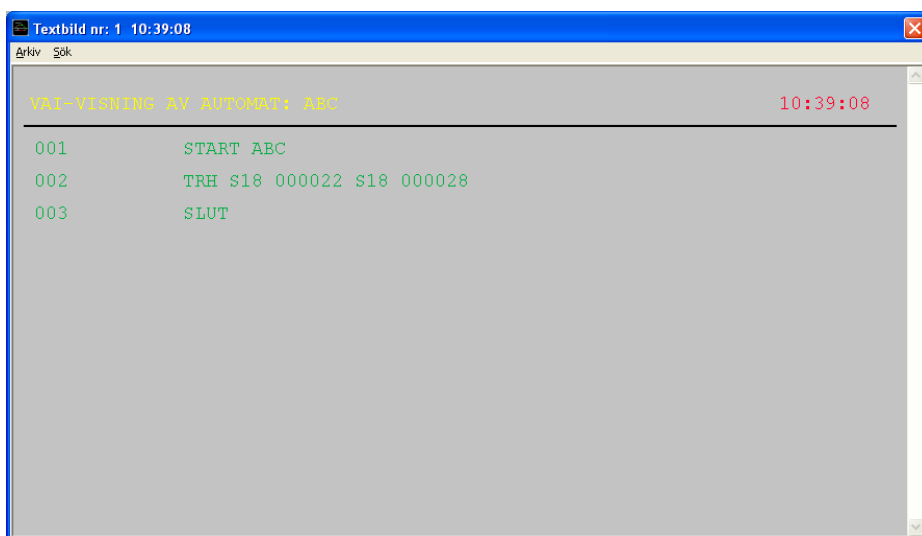 Textbild nr: 1 10:39:08
Arkiv Sök
VAI-VISNING AV AUTOMAT: ABC 10:39:08
001 START ABC
002 TRH S18 000022 S18 000028
003 SLUT